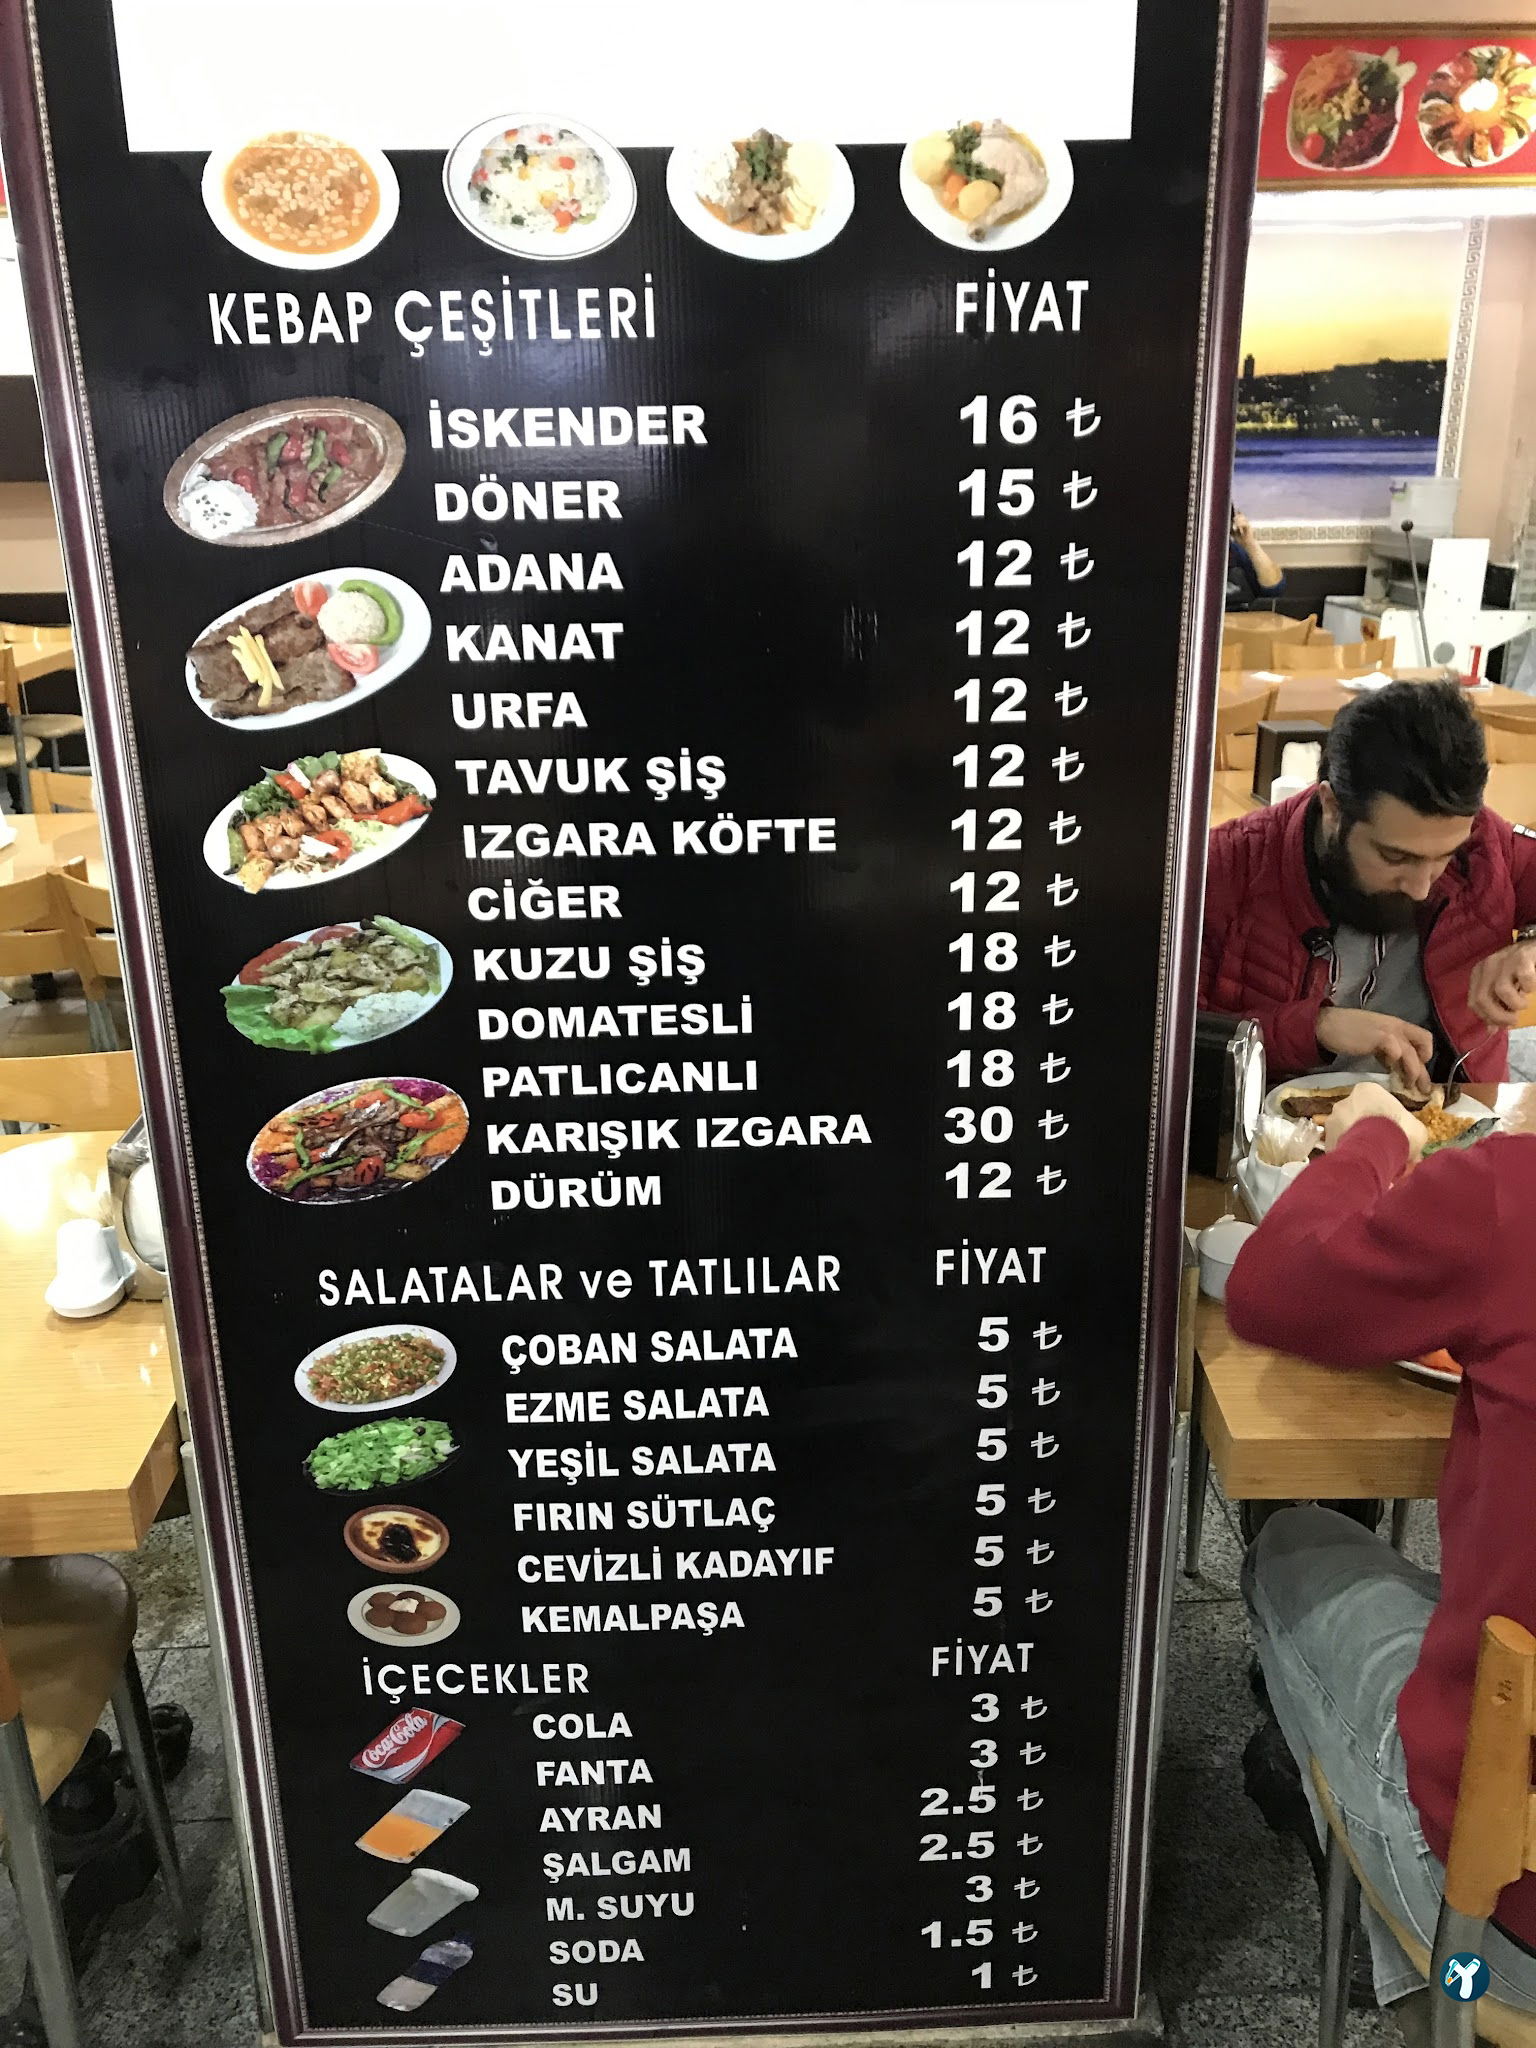 KEBAP ÇEŞİTLERİ FİYAT
İSKENDER 16 ₺
DÖNER 15 ₺
ADANA 12 ₺
KANAT 12 ₺
URFA 12 ₺
TAVUK ŞİŞ 12 ₺
IZGARA KÖFTE 12 ₺
CİĞER 12 ₺
KUZU ŞİŞ 18 ₺
DOMATESLİ 18 ₺
PATLICANLI 18 ₺
KARIŞIK IZGARA 30 ₺
DÜRÜM 12 ₺
SALATALAR ve TATLILAR FİYAT
ÇOBAN SALATA 5 ₺
EZME SALATA 5 ₺
YEŞİL SALATA 5 ₺
FIRIN SÜTLAÇ 5 ₺
CEVİZLİ KADAYIF 5 ₺
KEMALPAŞA 5 ₺
İÇECEKLER FİYAT
Coca-Cola
COLA 3 ₺
FANTA 3 ₺
AYRAN 2.5 ₺
ŞALGAM 2.5 ₺
M. SUYU 3 ₺
SODA 1.5 ₺
SU 1 ₺